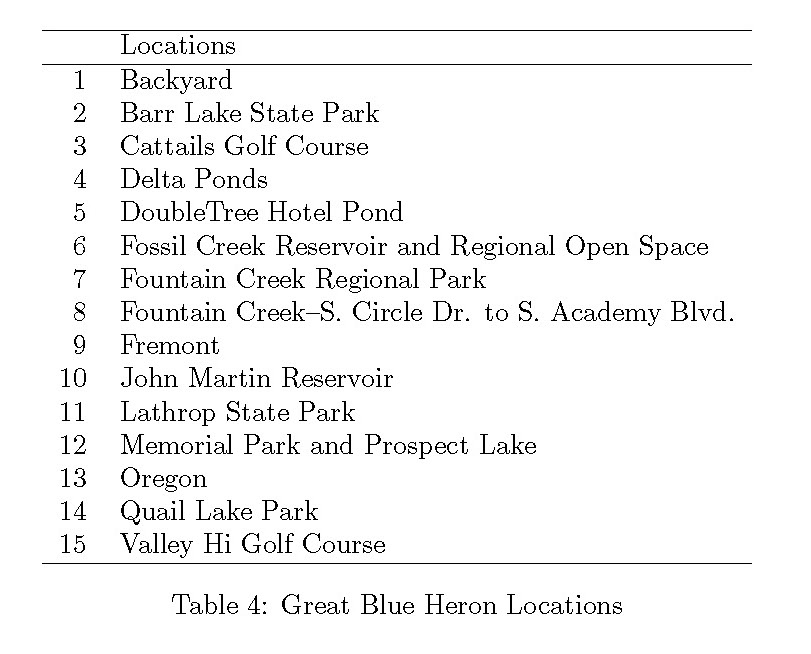 Locations
1 Backyard
2 Barr Lake State Park
3 Cattails Golf Course
4 Delta Ponds
5 DoubleTree Hotel Pond
6 Fossil Creek Reservoir and Regional Open Space
7 Fountain Creek Regional Park
8 Fountain Creek–S. Circle Dr. to S. Academy Blvd.
9 Fremont
10 John Martin Reservoir
11 Lathrop State Park
12 Memorial Park and Prospect Lake
13 Oregon
14 Quail Lake Park
15 Valley Hi Golf Course
Table 4: Great Blue Heron Locations